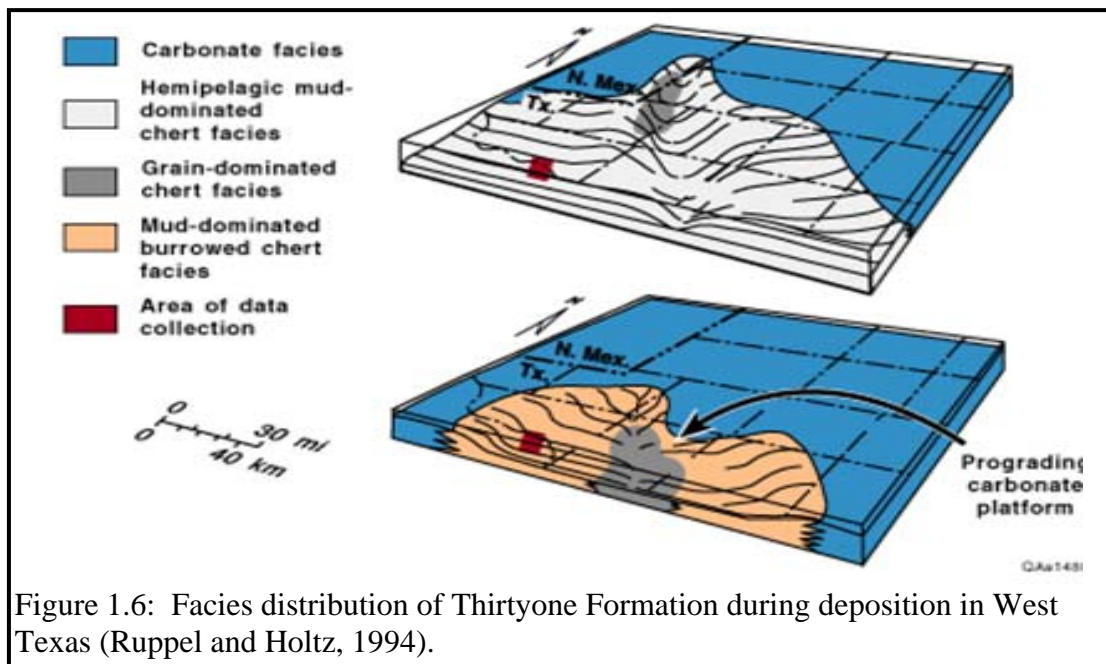 Carbonate facies
Hemipelagic mud-
dominated
chert facies
Grain-dominated
chert facies
Mud-dominated
burrowed chert
facies
Area of data
collection
N
N. Mex.
Tx.
N
N. Mex.
Tx.
0
30 mi
0
40 km
Prograding
carbonate
platform
Figure 1.6: Facies distribution of Thirtyone Formation during deposition in West
Texas (Ruppel and Holtz, 1994).